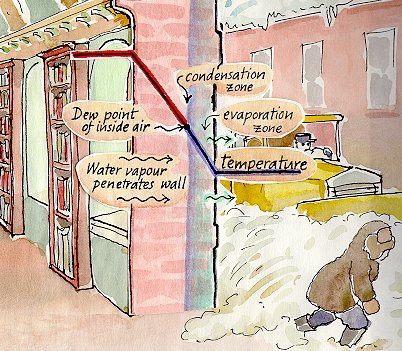 condensation
zone
Dew point
of inside air
evaporation
zone
Water vapour
penetrates wall
temperature